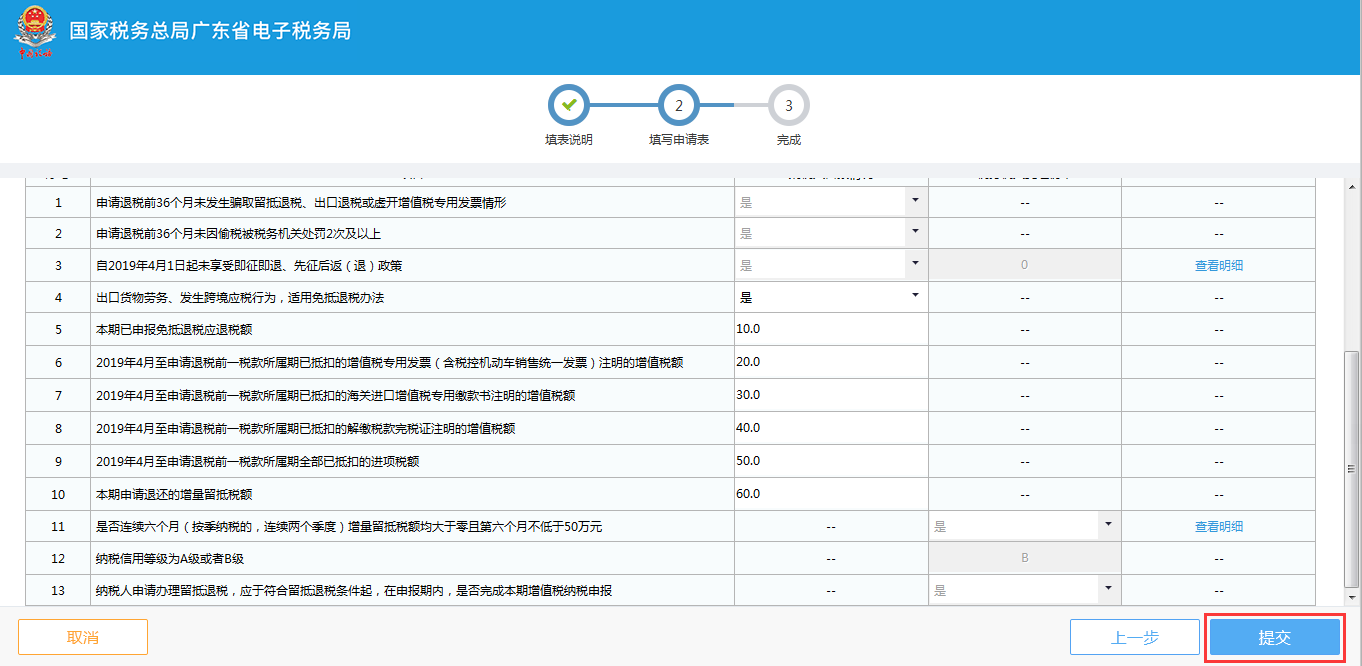 国家税务总局广东省电子税务局
2 3
填表说明 填写申请表 完成
1 申请退税前36个月未发生骗取留抵退税、出口退税或虚开增值税专用发票情形 是 -- --
2 申请退税前36个月未因偷税被税务机关处罚2次及以上 是 -- --
3 自2019年4月1日起未享受即征即退、先征后返（退）政策 是 0 查看明细
4 出口货物劳务、发生跨境应税行为，适用免抵退税办法 是 -- --
5 本期已申报免抵退税应退税额 10.0 -- --
6 2019年4月至申请退税前一税款所属期已抵扣的增值税专用发票（含税控机动车销售统一发票）注明的增值税额 20.0 -- --
7 2019年4月至申请退税前一税款所属期已抵扣的海关进口增值税专用缴款书注明的增值税额 30.0 -- --
8 2019年4月至申请退税前一税款所属期已抵扣的解缴税款完税证注明的增值税额 40.0 -- --
9 2019年4月至申请退税前一税款所属期全部已抵扣的进项税额 50.0 -- --
10 本期申请退还的增量留抵税额 60.0 -- --
11 是否连续六个月（按季纳税的，连续两个季度）增量留抵税额均大于零且第六个月不低于50万元 -- 是 查看明细
12 纳税信用等级为A级或者B级 -- B --
13 纳税人申请办理留抵退税，应于符合留抵退税条件起，在申报期内，是否完成本期增值税纳税申报 -- 是 --
取消 上一步 提交